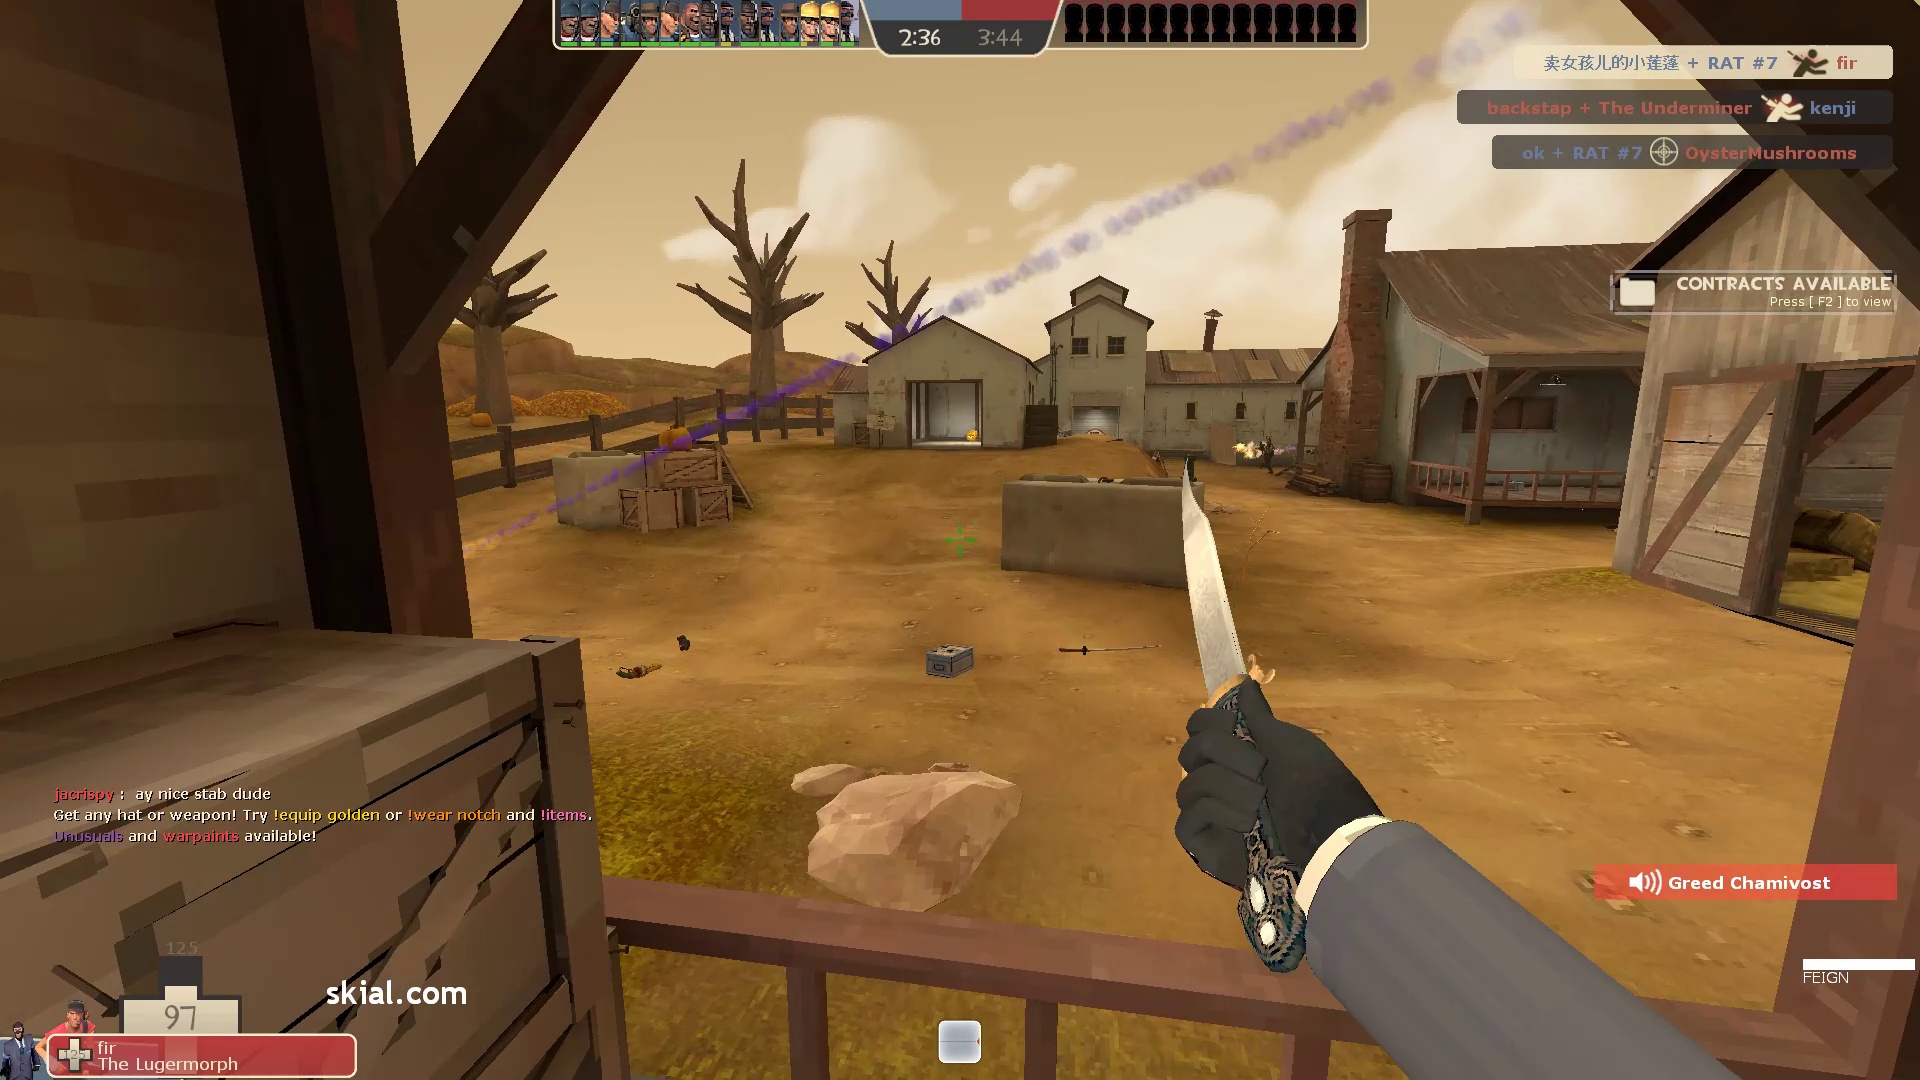 2:36 3:44
卖女孩儿的小莲蓬 + RAT #7 fir
backstap + The Underminer kenji
ok + RAT #7 OysterMushrooms
CONTRACTS AVAILABLE
Press [ F2 ] to view
jacrispy : ay nice stab dude
Get any hat or weapon! Try !equip golden or !wear notch and !items.
Unusuals and warpaints available!
Greed Chamivost
125
97
skial.com
FEIGN
125
fir
The Lugermorph